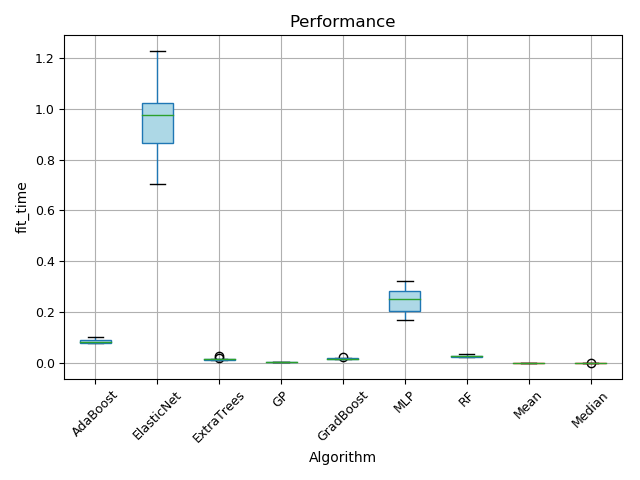 Performance
1.2
1.0
0.8
0.6
0.4
0.2
0.0
fit_time
AdaBoost
ElasticNet
ExtraTrees
GP
GradBoost
MLP
RF
Mean
Median
Algorithm